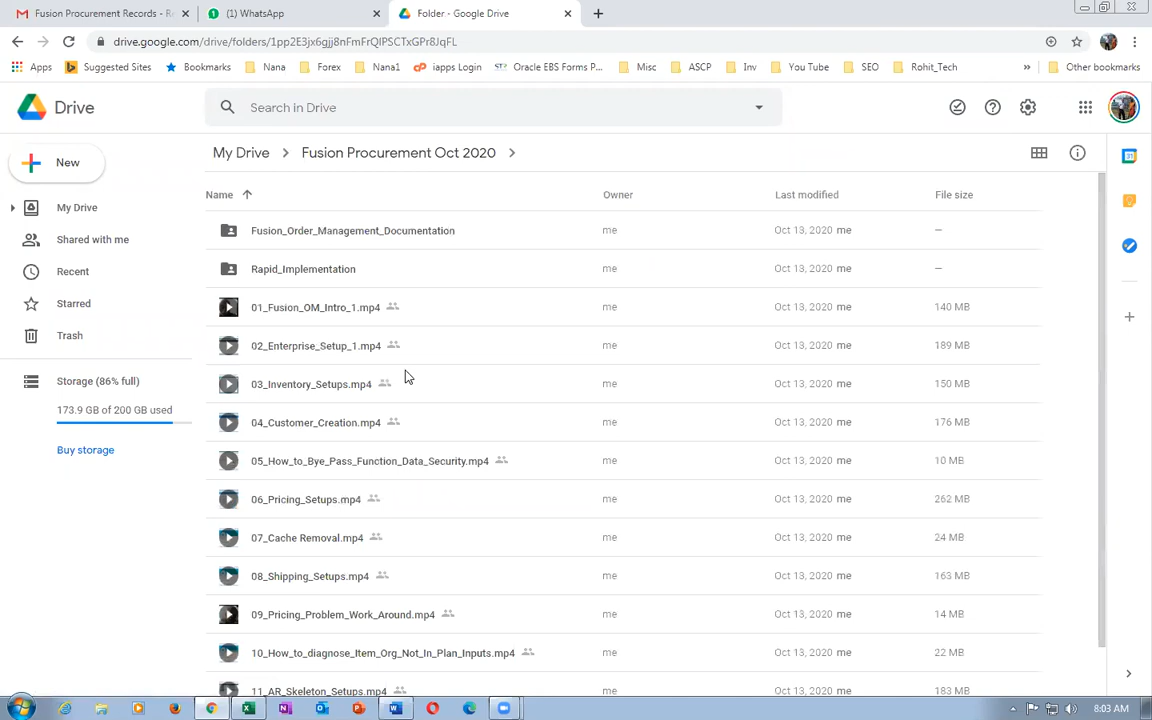 Fusion Procurement Records - R
(1) WhatsApp
Folder - Google Drive
drive.google.com/drive/folders/1pp2E3jx6gjj8nFmFrQIPSCTxGPr8JqFL
Apps
Suggested Sites
Bookmarks
Nana
Forex
Nana1
iapps Login
Oracle EBS Forms P...
Misc
ASCP
Inv
You Tube
SEO
Rohit_Tech
»
Other bookmarks
Drive
Search in Drive
New
My Drive
Shared with me
Recent
Starred
Trash
Storage (86% full)
173.9 GB of 200 GB used
Buy storage
My Drive > Fusion Procurement Oct 2020 >
Name Owner Last modified File size
Fusion_Order_Management_Documentation me Oct 13, 2020 me –
Rapid_Implementation me Oct 13, 2020 me –
01_Fusion_OM_Intro_1.mp4 me Oct 13, 2020 me 140 MB
02_Enterprise_Setup_1.mp4 me Oct 13, 2020 me 189 MB
03_Inventory_Setups.mp4 me Oct 13, 2020 me 150 MB
04_Customer_Creation.mp4 me Oct 13, 2020 me 176 MB
05_How_to_Bye_Pass_Function_Data_Security.mp4 me Oct 13, 2020 me 10 MB
06_Pricing_Setups.mp4 me Oct 13, 2020 me 262 MB
07_Cache Removal.mp4 me Oct 13, 2020 me 24 MB
08_Shipping_Setups.mp4 me Oct 13, 2020 me 163 MB
09_Pricing_Problem_Work_Around.mp4 me Oct 13, 2020 me 14 MB
10_How_to_diagnose_Item_Org_Not_In_Plan_Inputs.mp4 me Oct 13, 2020 me 22 MB
11_AR_Skeleton_Setups.mp4 me Oct 13, 2020 me 183 MB
8:03 AM